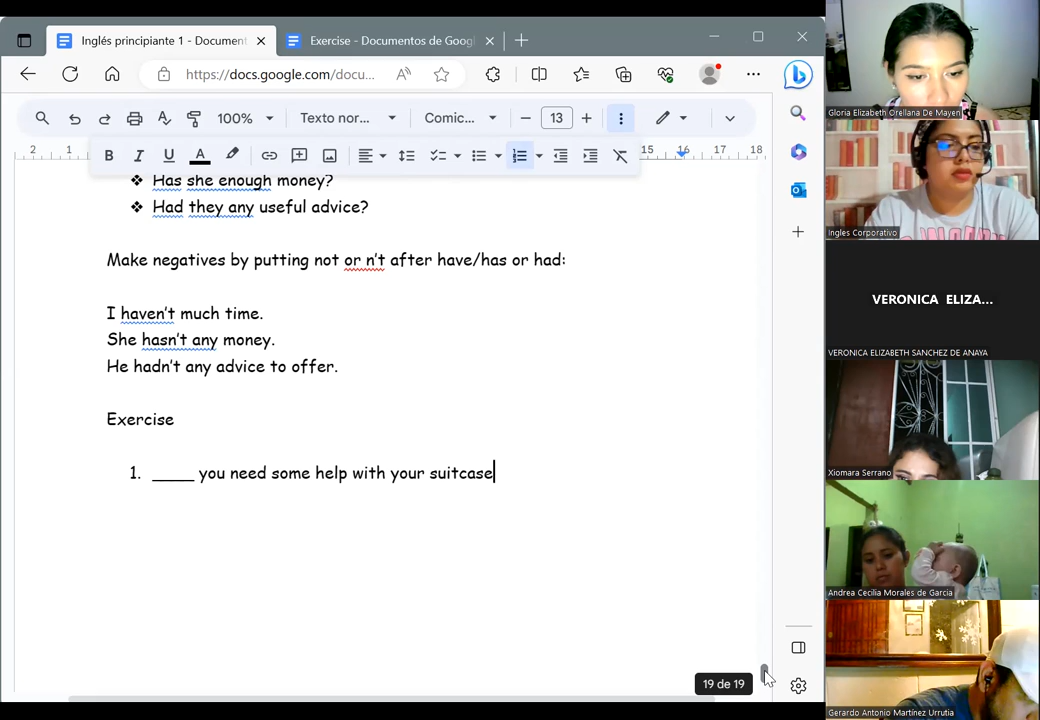 Inglés principiante 1 - Document
Exercise - Documentos de Goog
https://docs.google.com/docu...
100%
Texto nor...
Comic...
13
2 1 15 16 17 18
❖ Has she enough money?
❖ Had they any useful advice?
Make negatives by putting not or n't after have/has or had:
I haven't much time.
She hasn't any money.
He hadn't any advice to offer.
Exercise
1. _____ you need some help with your suitcase
19 de 19
Gloria Elizabeth Orellana De Mayen
Ingles Corporativo
VERONICA ELIZA...
VERONICA ELIZABETH SANCHEZ DE ANAYA
Xiomara Serrano
Andrea Cecilia Morales de Garcia
Gerardo Antonio Martínez Urrutia